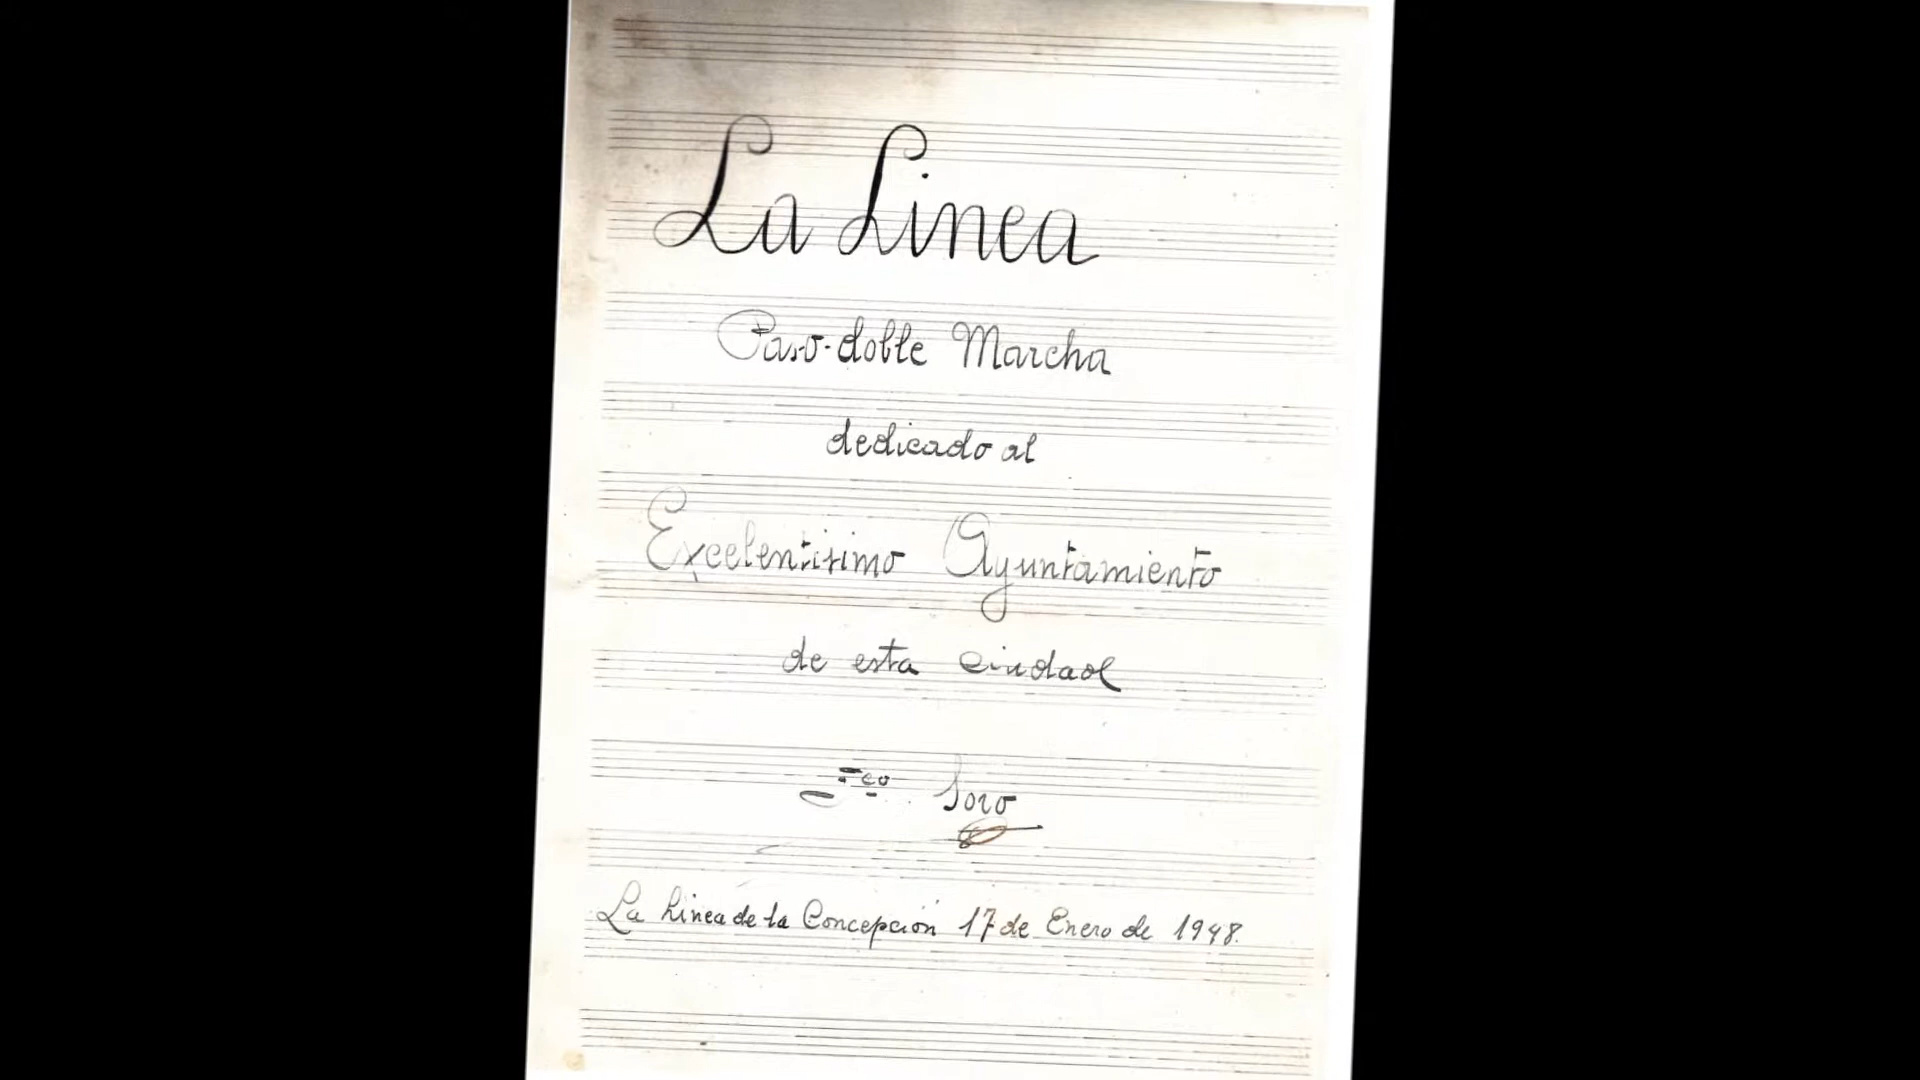 La Linea
Paso-doble Marcha
dedicado al
Excelentisimo Ayuntamiento
de esta ciudad
Fco Soro
La Linea de la Concepción 17 de Enero de 1948.